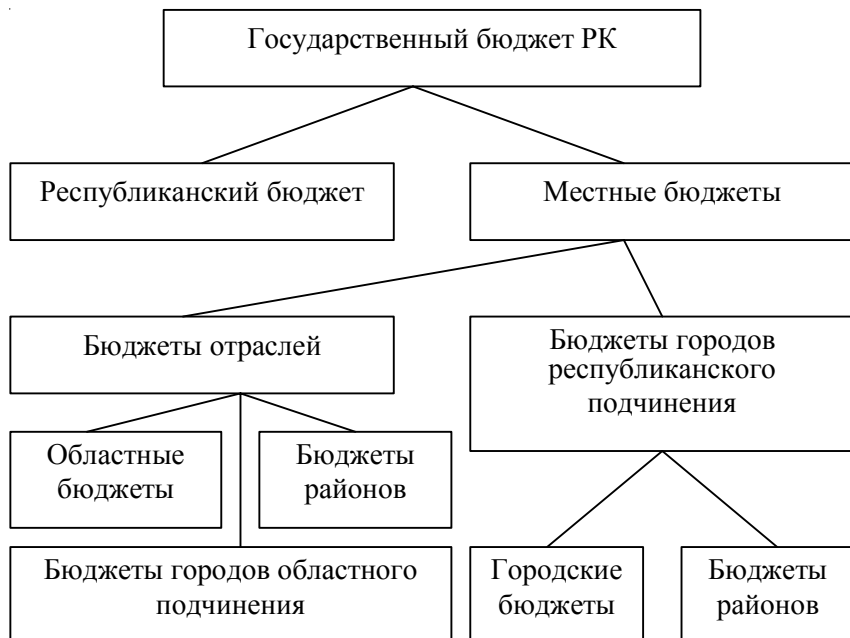 Государственный бюджет РК
Республиканский бюджет
Местные бюджеты
Бюджеты отраслей
Бюджеты городов
республиканского
подчинения
Областные
бюджеты
Бюджеты
районов
Бюджеты городов областного
подчинения
Городские
бюджеты
Бюджеты
районов